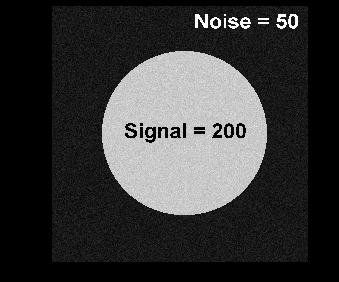 Noise = 50
Signal = 200